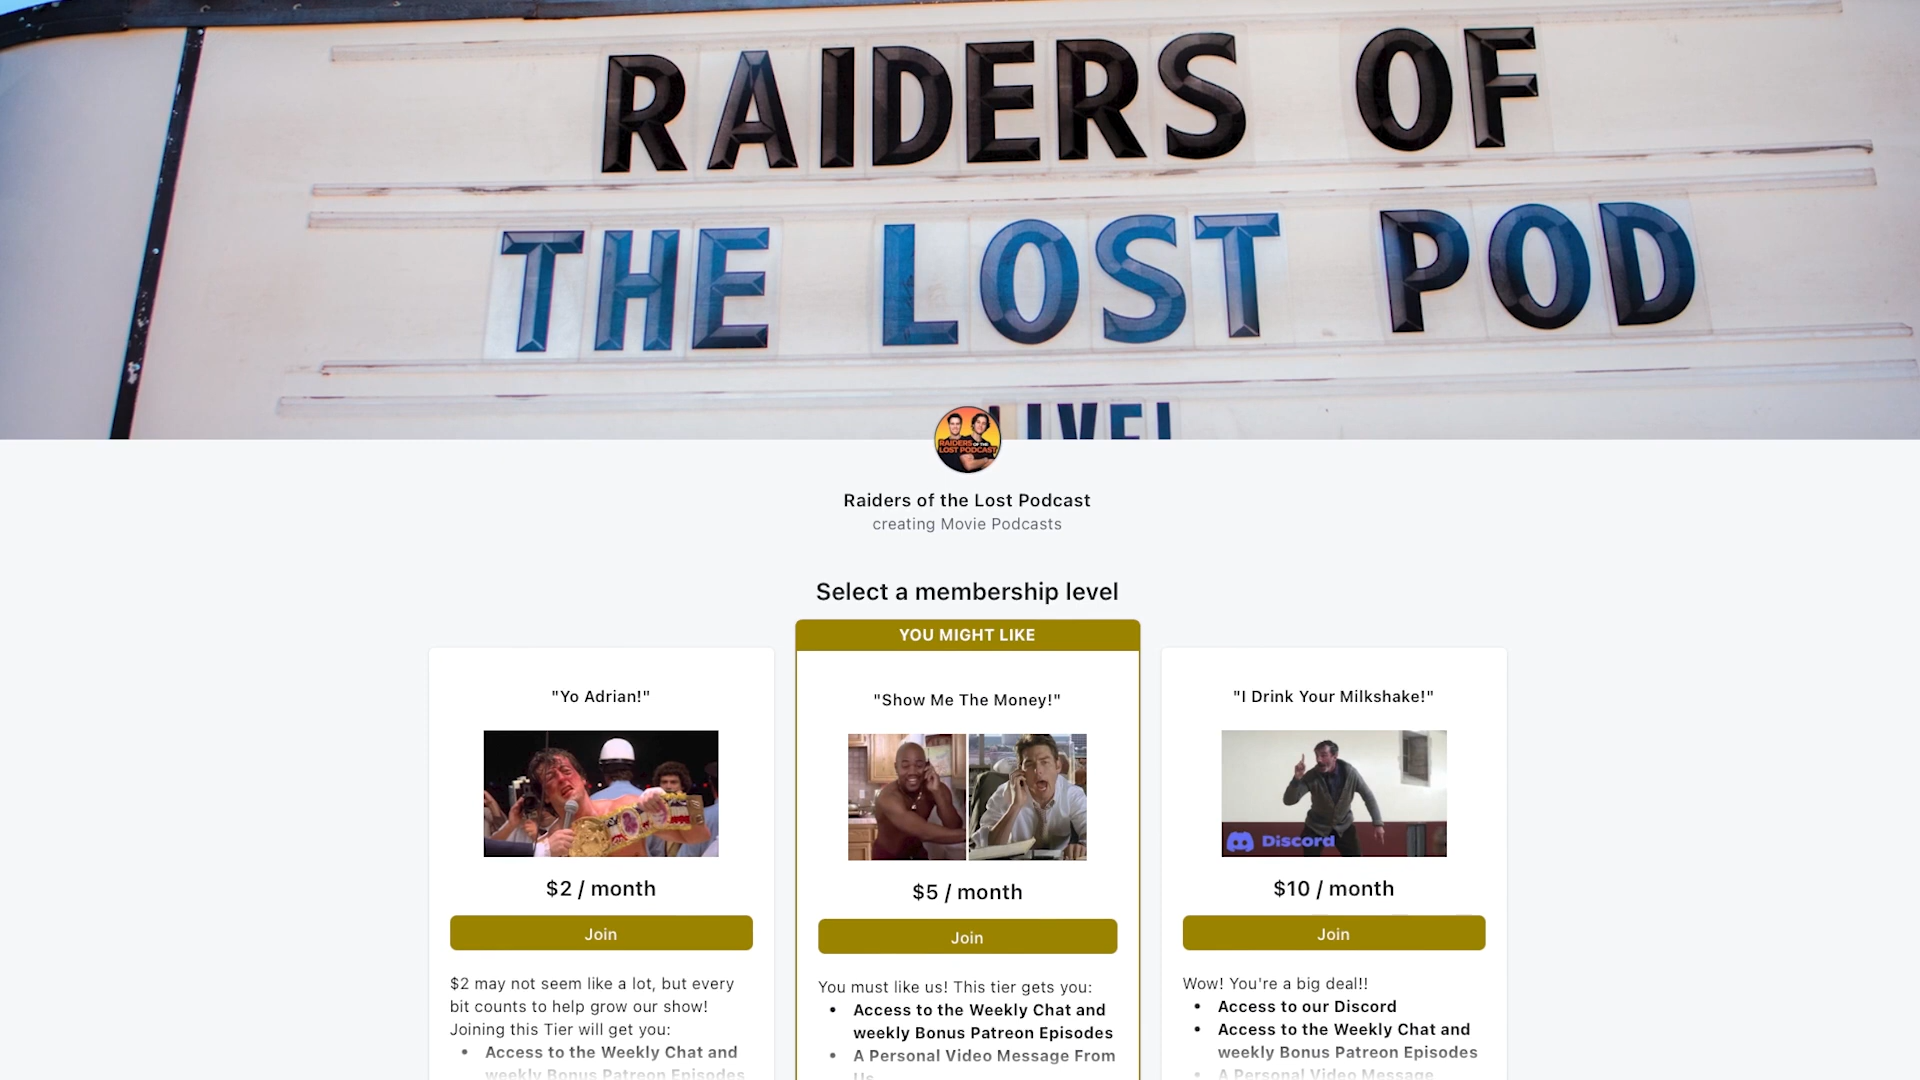 RAIDERS OF
THE LOST POD
LIVE!
RAIDERS OF THE
LOST PODCAST
Raiders of the Lost Podcast
creating Movie Podcasts
Select a membership level
YOU MIGHT LIKE
"Yo Adrian!"
$2 / month
Join
$2 may not seem like a lot, but every
bit counts to help grow our show!
Joining this Tier will get you:
• Access to the Weekly Chat and
weekly Bonus Patreon Episodes
"Show Me The Money!"
$5 / month
Join
You must like us! This tier gets you:
• Access to the Weekly Chat and
weekly Bonus Patreon Episodes
• A Personal Video Message From
Us
"I Drink Your Milkshake!"
Discord
$10 / month
Join
Wow! You're a big deal!!
• Access to our Discord
• Access to the Weekly Chat and
weekly Bonus Patreon Episodes
• A Personal Video Message